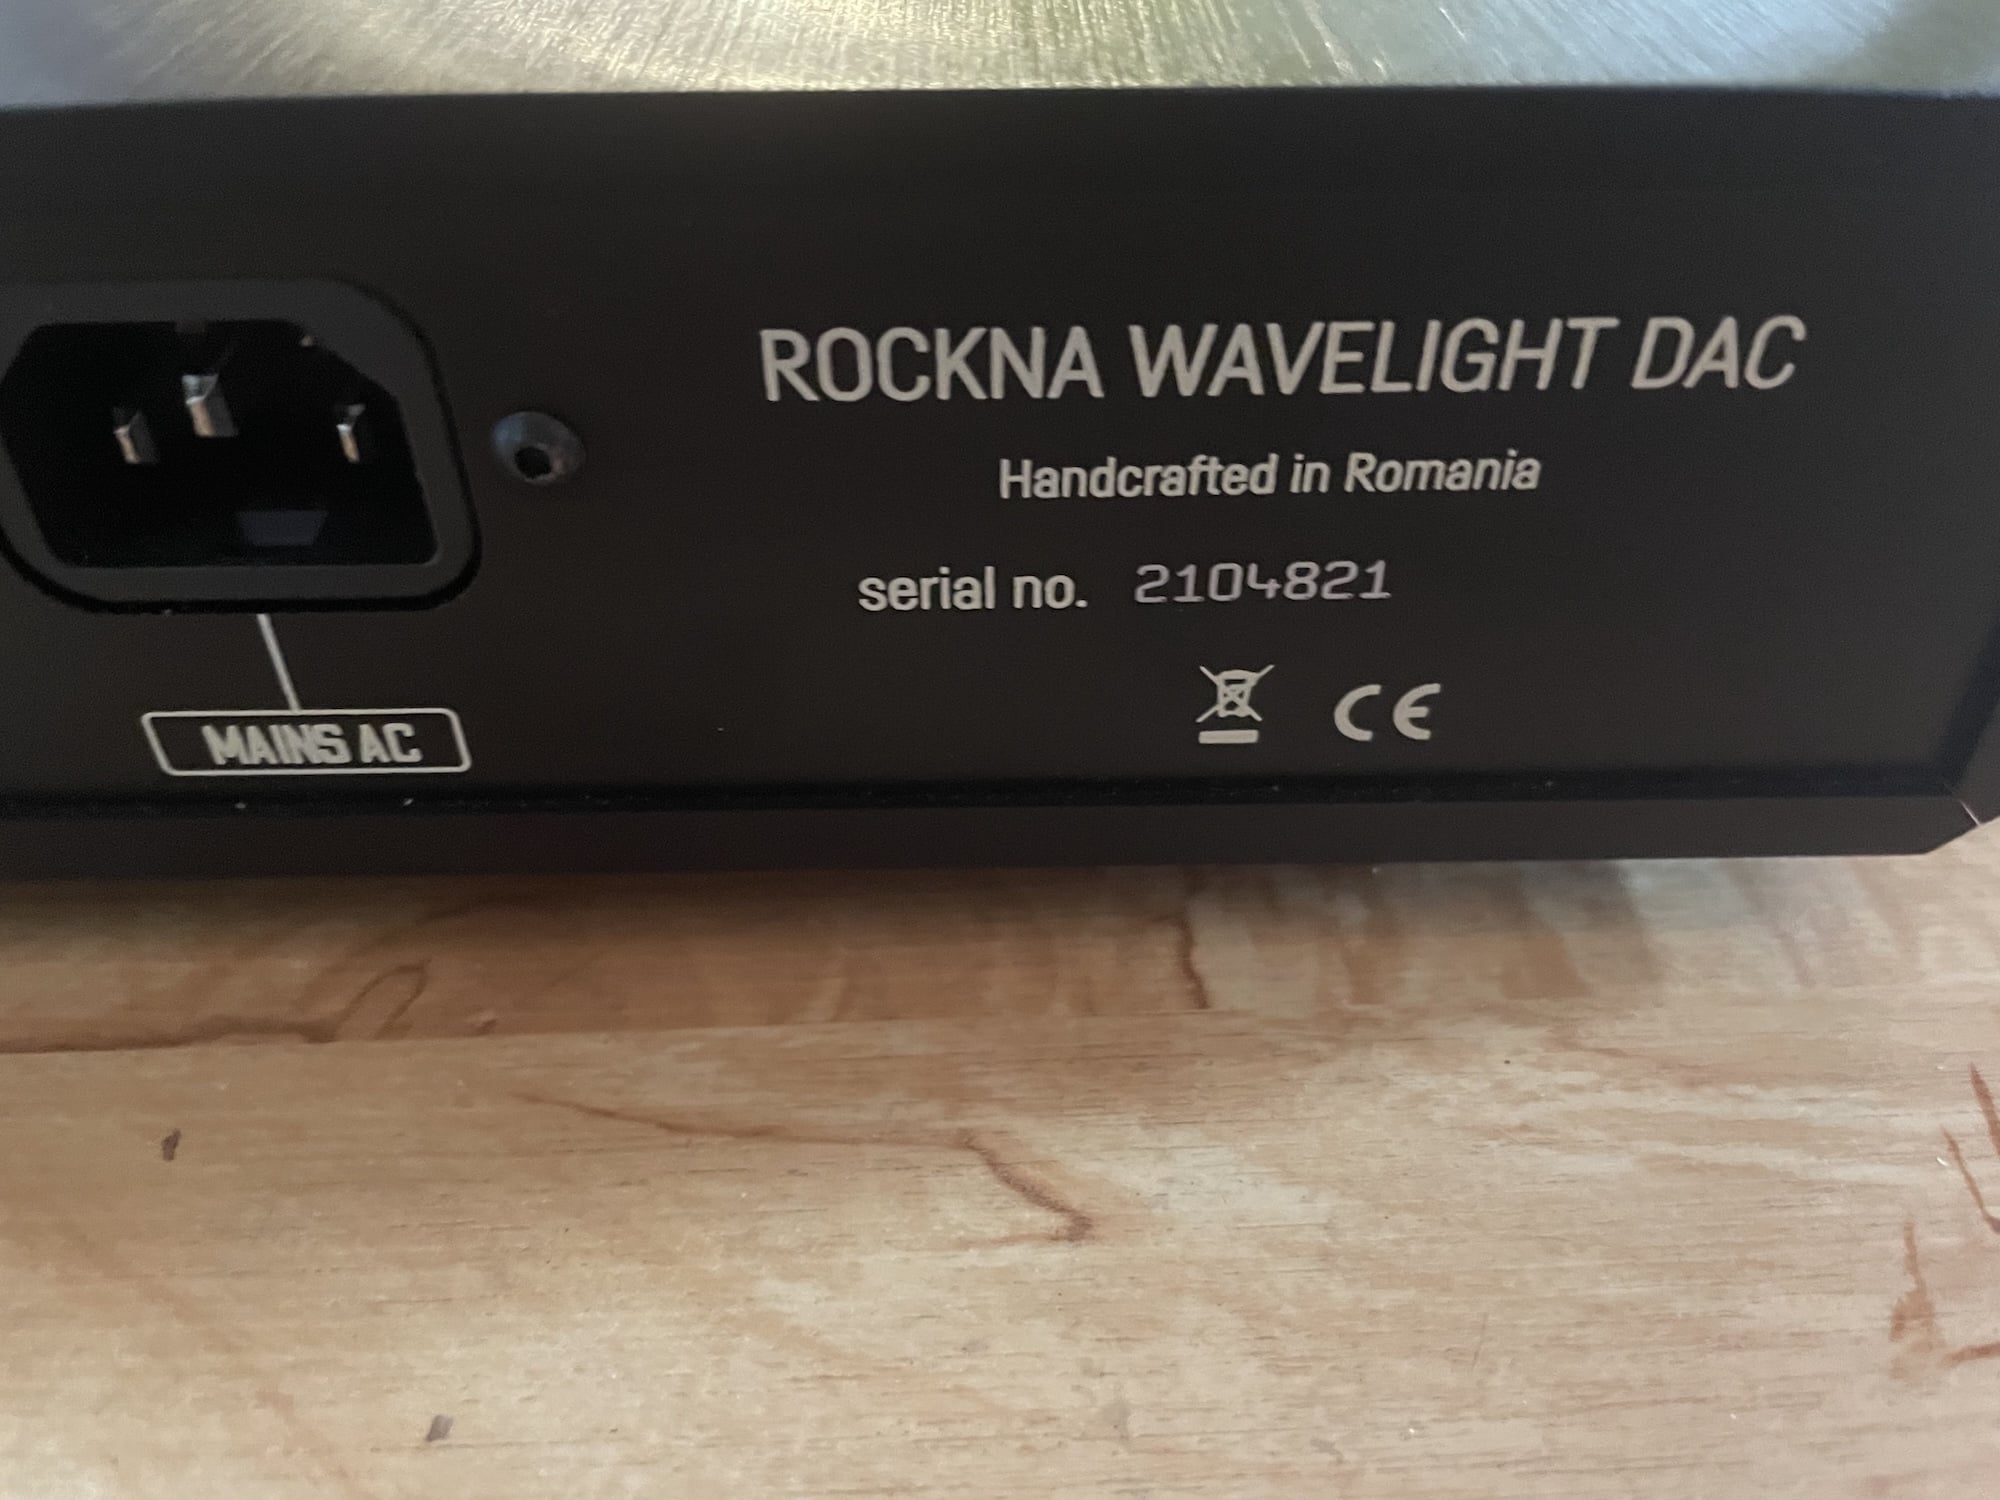 ROCKNA WAVELIGHT DAC
Handcrafted in Romania
serial no. 2104821
CE
MAINS AC